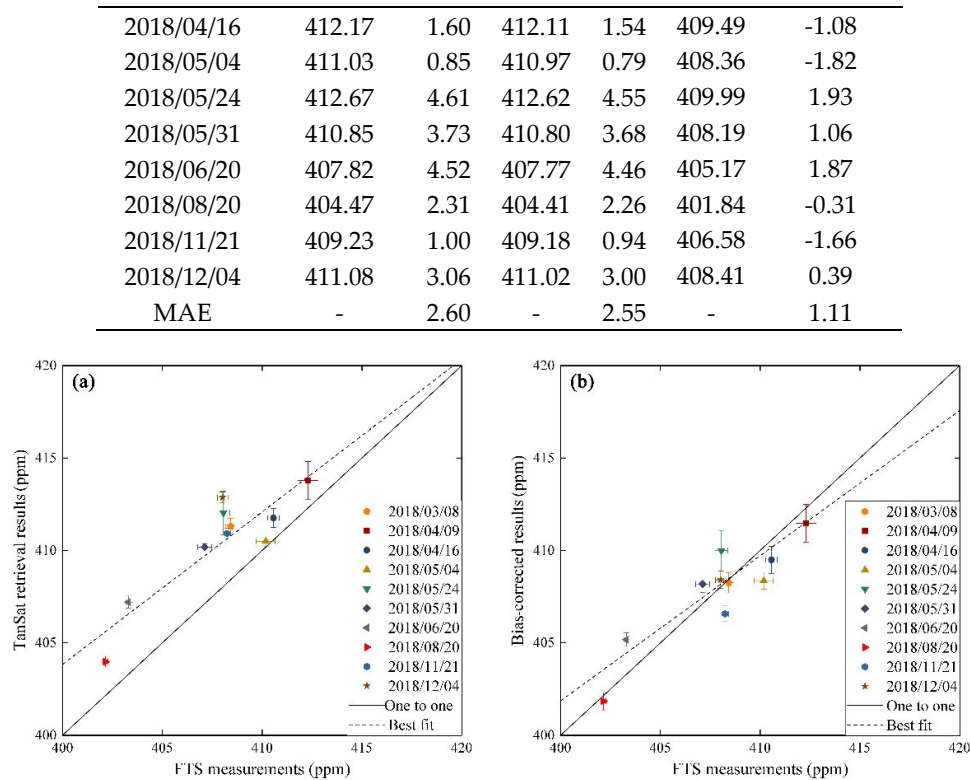 2018/04/16 412.17 1.60 412.11 1.54 409.49 -1.08
2018/05/04 411.03 0.85 410.97 0.79 408.36 -1.82
2018/05/24 412.67 4.61 412.62 4.55 409.99 1.93
2018/05/31 410.85 3.73 410.80 3.68 408.19 1.06
2018/06/20 407.82 4.52 407.77 4.46 405.17 1.87
2018/08/20 404.47 2.31 404.41 2.26 401.84 -0.31
2018/11/21 409.23 1.00 409.18 0.94 406.58 -1.66
2018/12/04 411.08 3.06 411.02 3.00 408.41 0.39
MAE - 2.60 - 2.55 - 1.11
(a)
TanSat retrieval results (ppm)
420
415
410
405
400
2018/03/08
2018/04/09
2018/04/16
2018/05/04
2018/05/24
2018/05/31
2018/06/20
2018/08/20
2018/11/21
2018/12/04
One to one
Best fit
400 405 410 415 420
FTS measurements (ppm)
(b)
Bias-corrected results (ppm)
420
415
410
405
400
2018/03/08
2018/04/09
2018/04/16
2018/05/04
2018/05/24
2018/05/31
2018/06/20
2018/08/20
2018/11/21
2018/12/04
One to one
Best fit
400 405 410 415 420
FTS measurements (ppm)